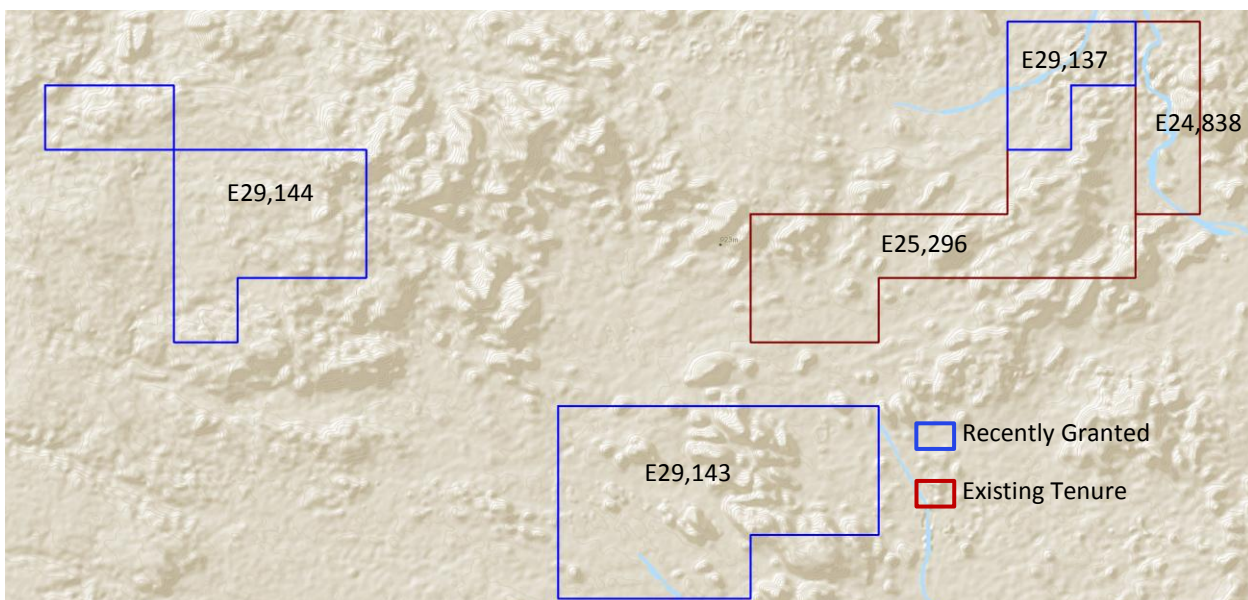 E29,137
E24,838
E29,144
E25,296
Recently Granted
E29,143
Existing Tenure